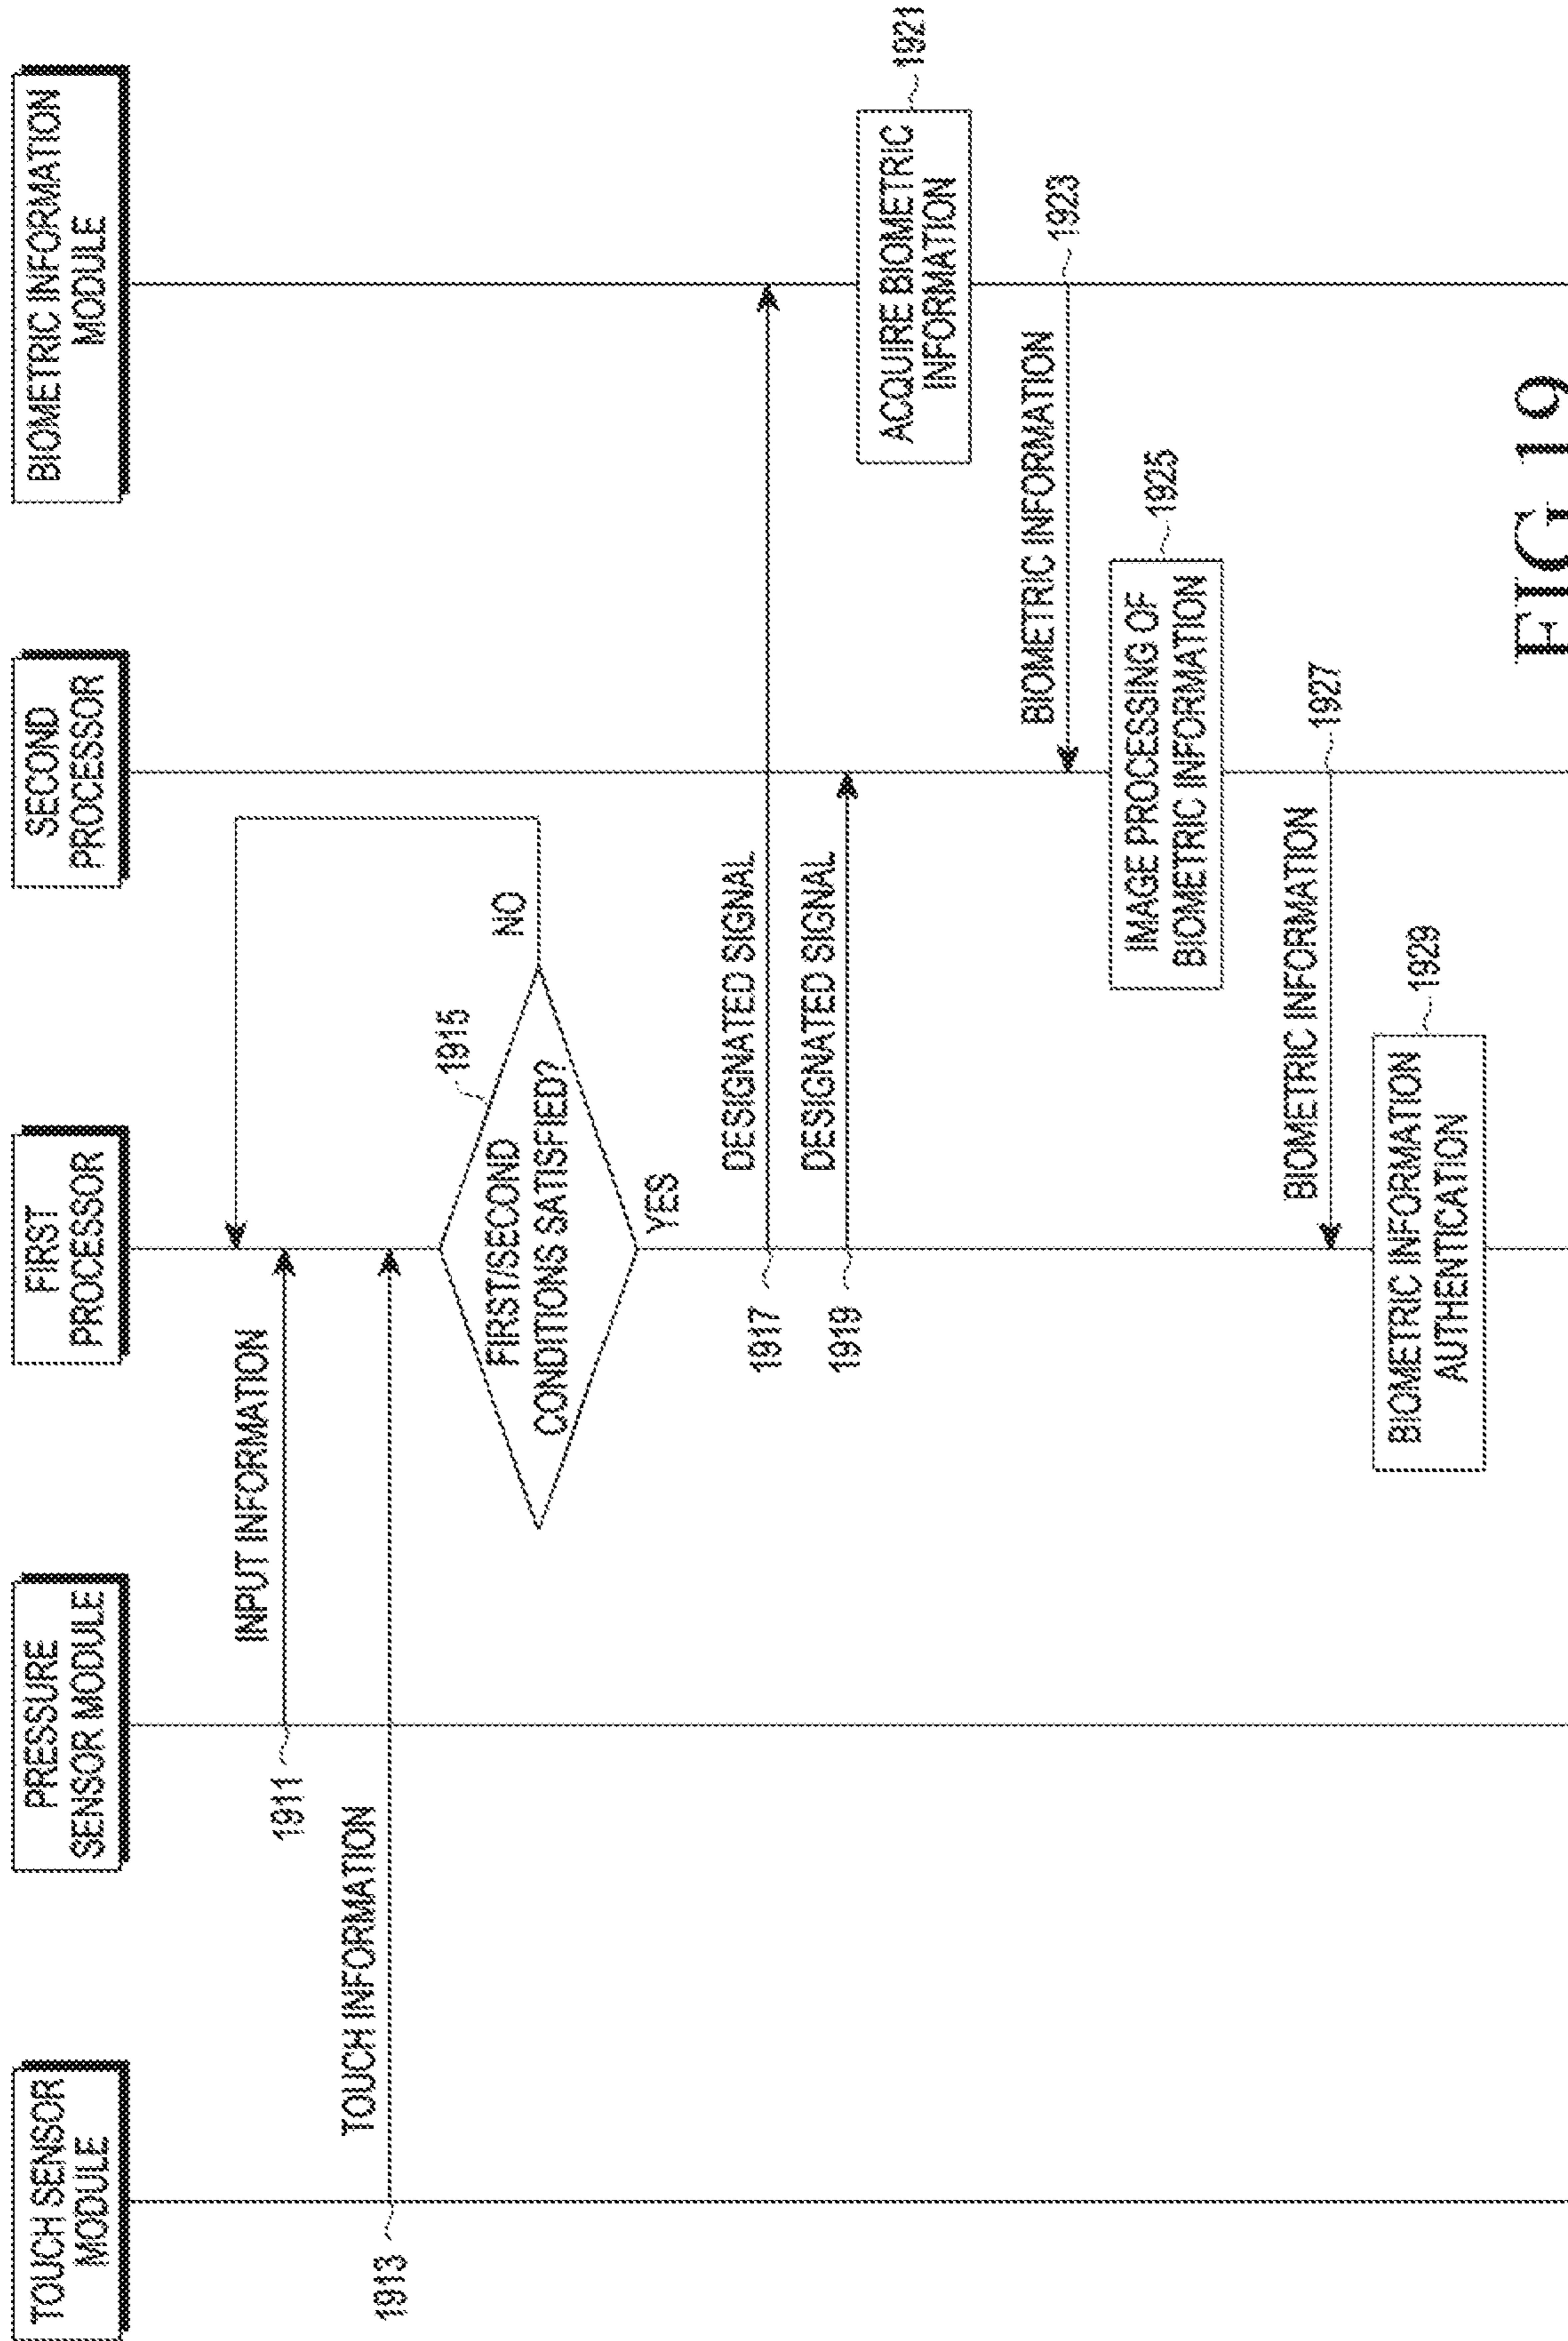 TOUCH SENSOR
MODULE
PRESSURE
SENSOR MODULE
FIRST
PROCESSOR
SECOND
PROCESSOR
BIOMETRIC INFORMATION
MODULE
INPUT INFORMATION
1911
TOUCH INFORMATION
1913
1915
FIRST/SECOND
CONDITIONS SATISFIED?
NO
YES
DESIGNATED SIGNAL
1917
DESIGNATED SIGNAL
1919
1921
ACQUIRE BIOMETRIC
INFORMATION
BIOMETRIC INFORMATION
1923
1925
IMAGE PROCESSING OF
BIOMETRIC INFORMATION
BIOMETRIC INFORMATION
1927
1929
BIOMETRIC INFORMATION
AUTHENTICATION
FIG 19